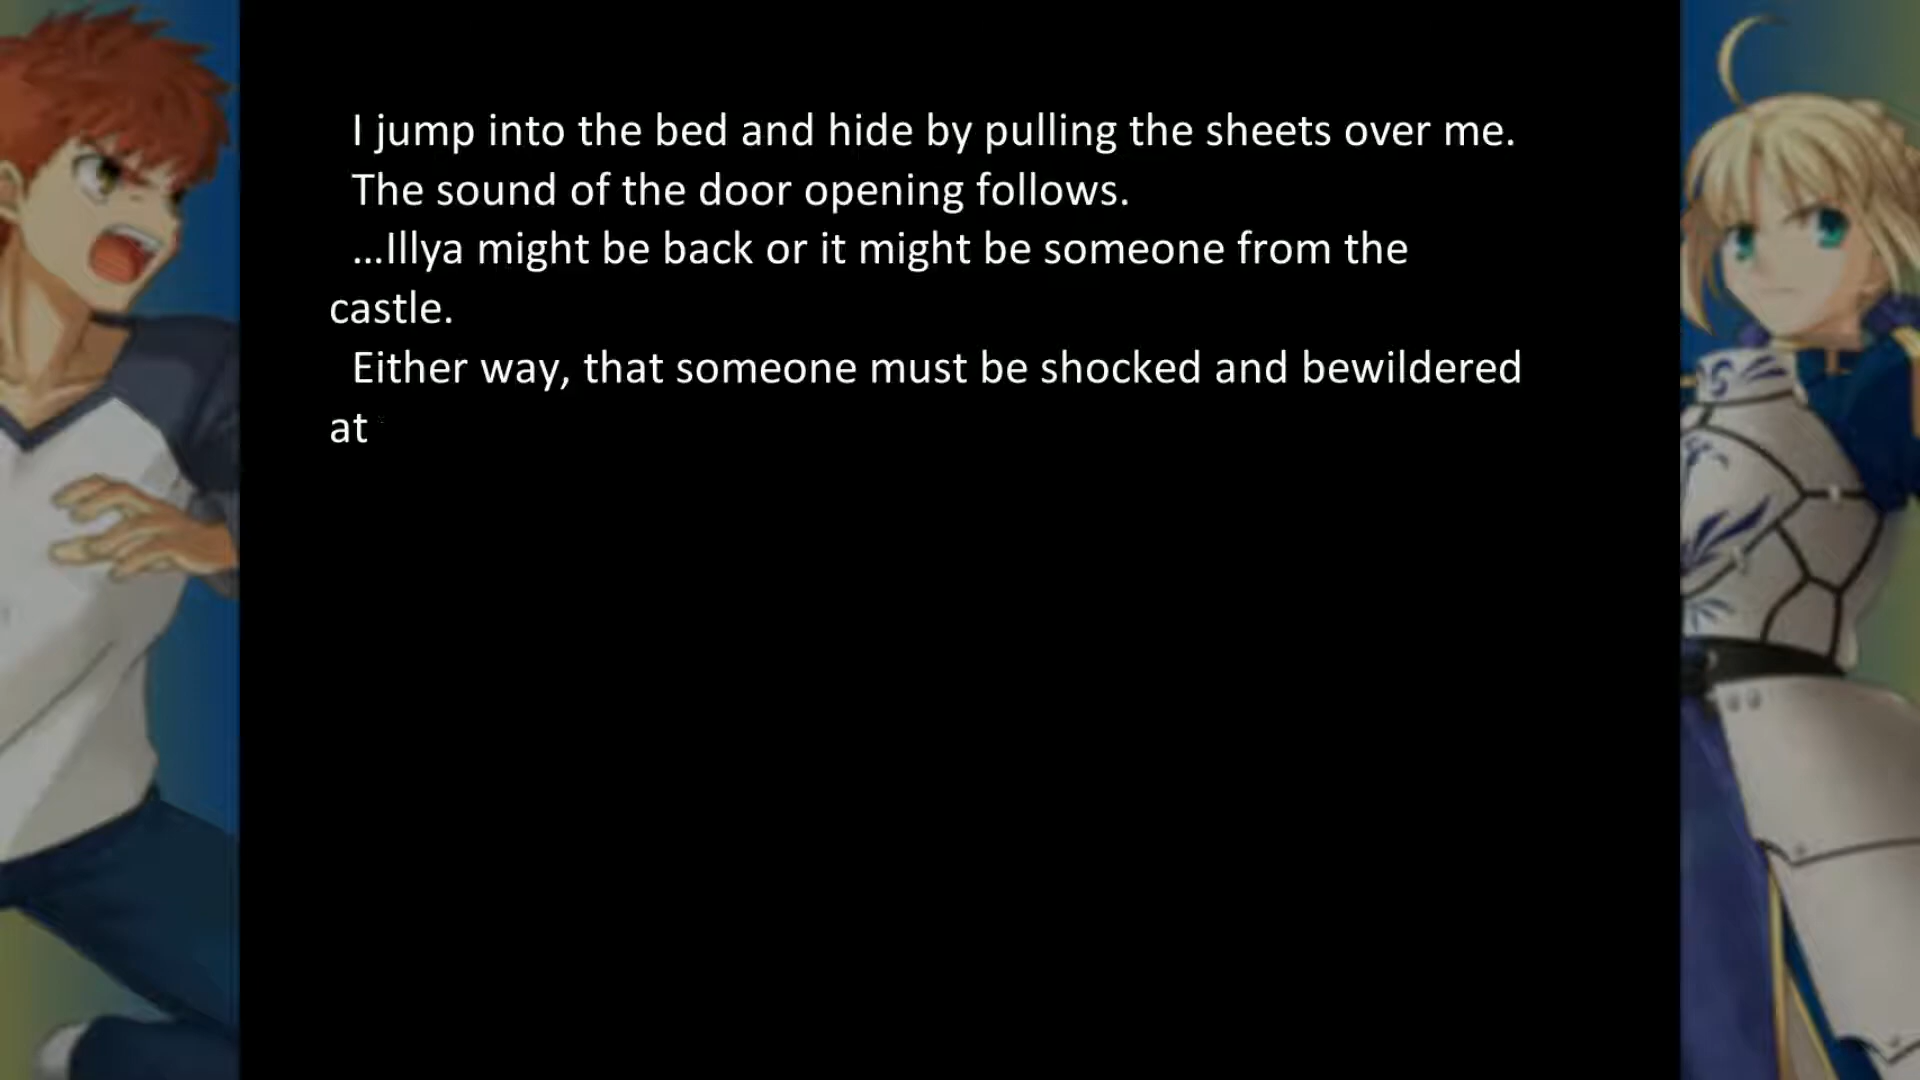 I jump into the bed and hide by pulling the sheets over me.
The sound of the door opening follows.
…Illya might be back or it might be someone from the
castle.
Either way, that someone must be shocked and bewildered
at